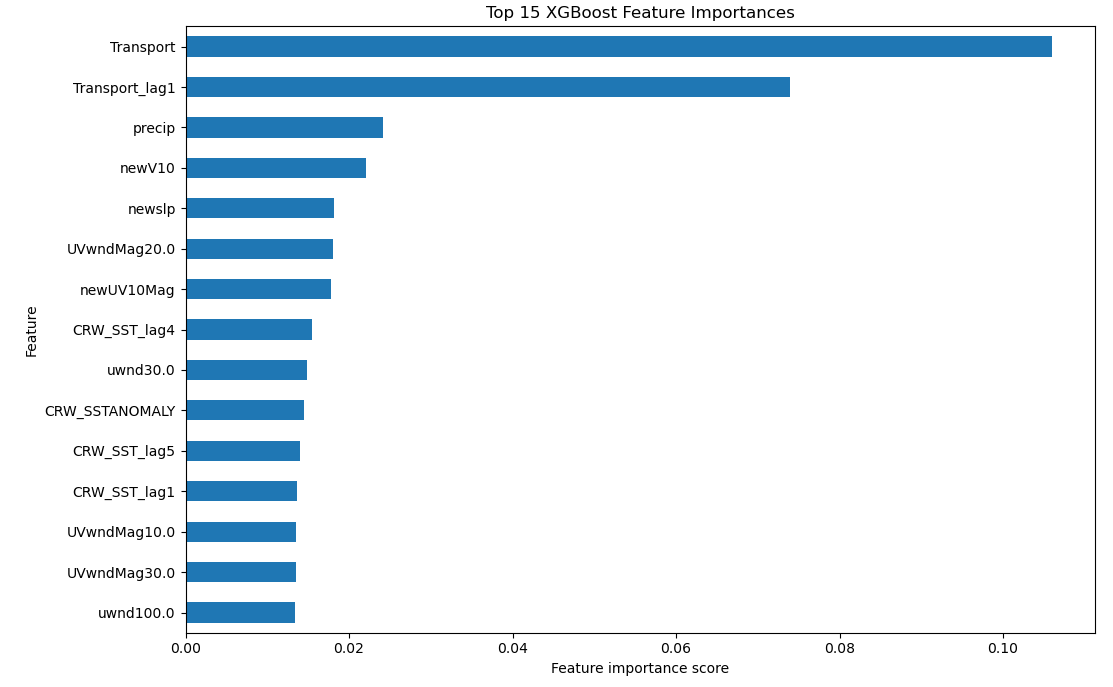 Top 15 XGBoost Feature Importances
Transport
Transport_lag1
precip
newV10
newslp
UVwndMag20.0
newUV10Mag
CRW_SST_lag4
uwnd30.0
CRW_SSTANOMALY
CRW_SST_lag5
CRW_SST_lag1
UVwndMag10.0
UVwndMag30.0
uwnd100.0
Feature
0.00 0.02 0.04 0.06 0.08 0.10
Feature importance score